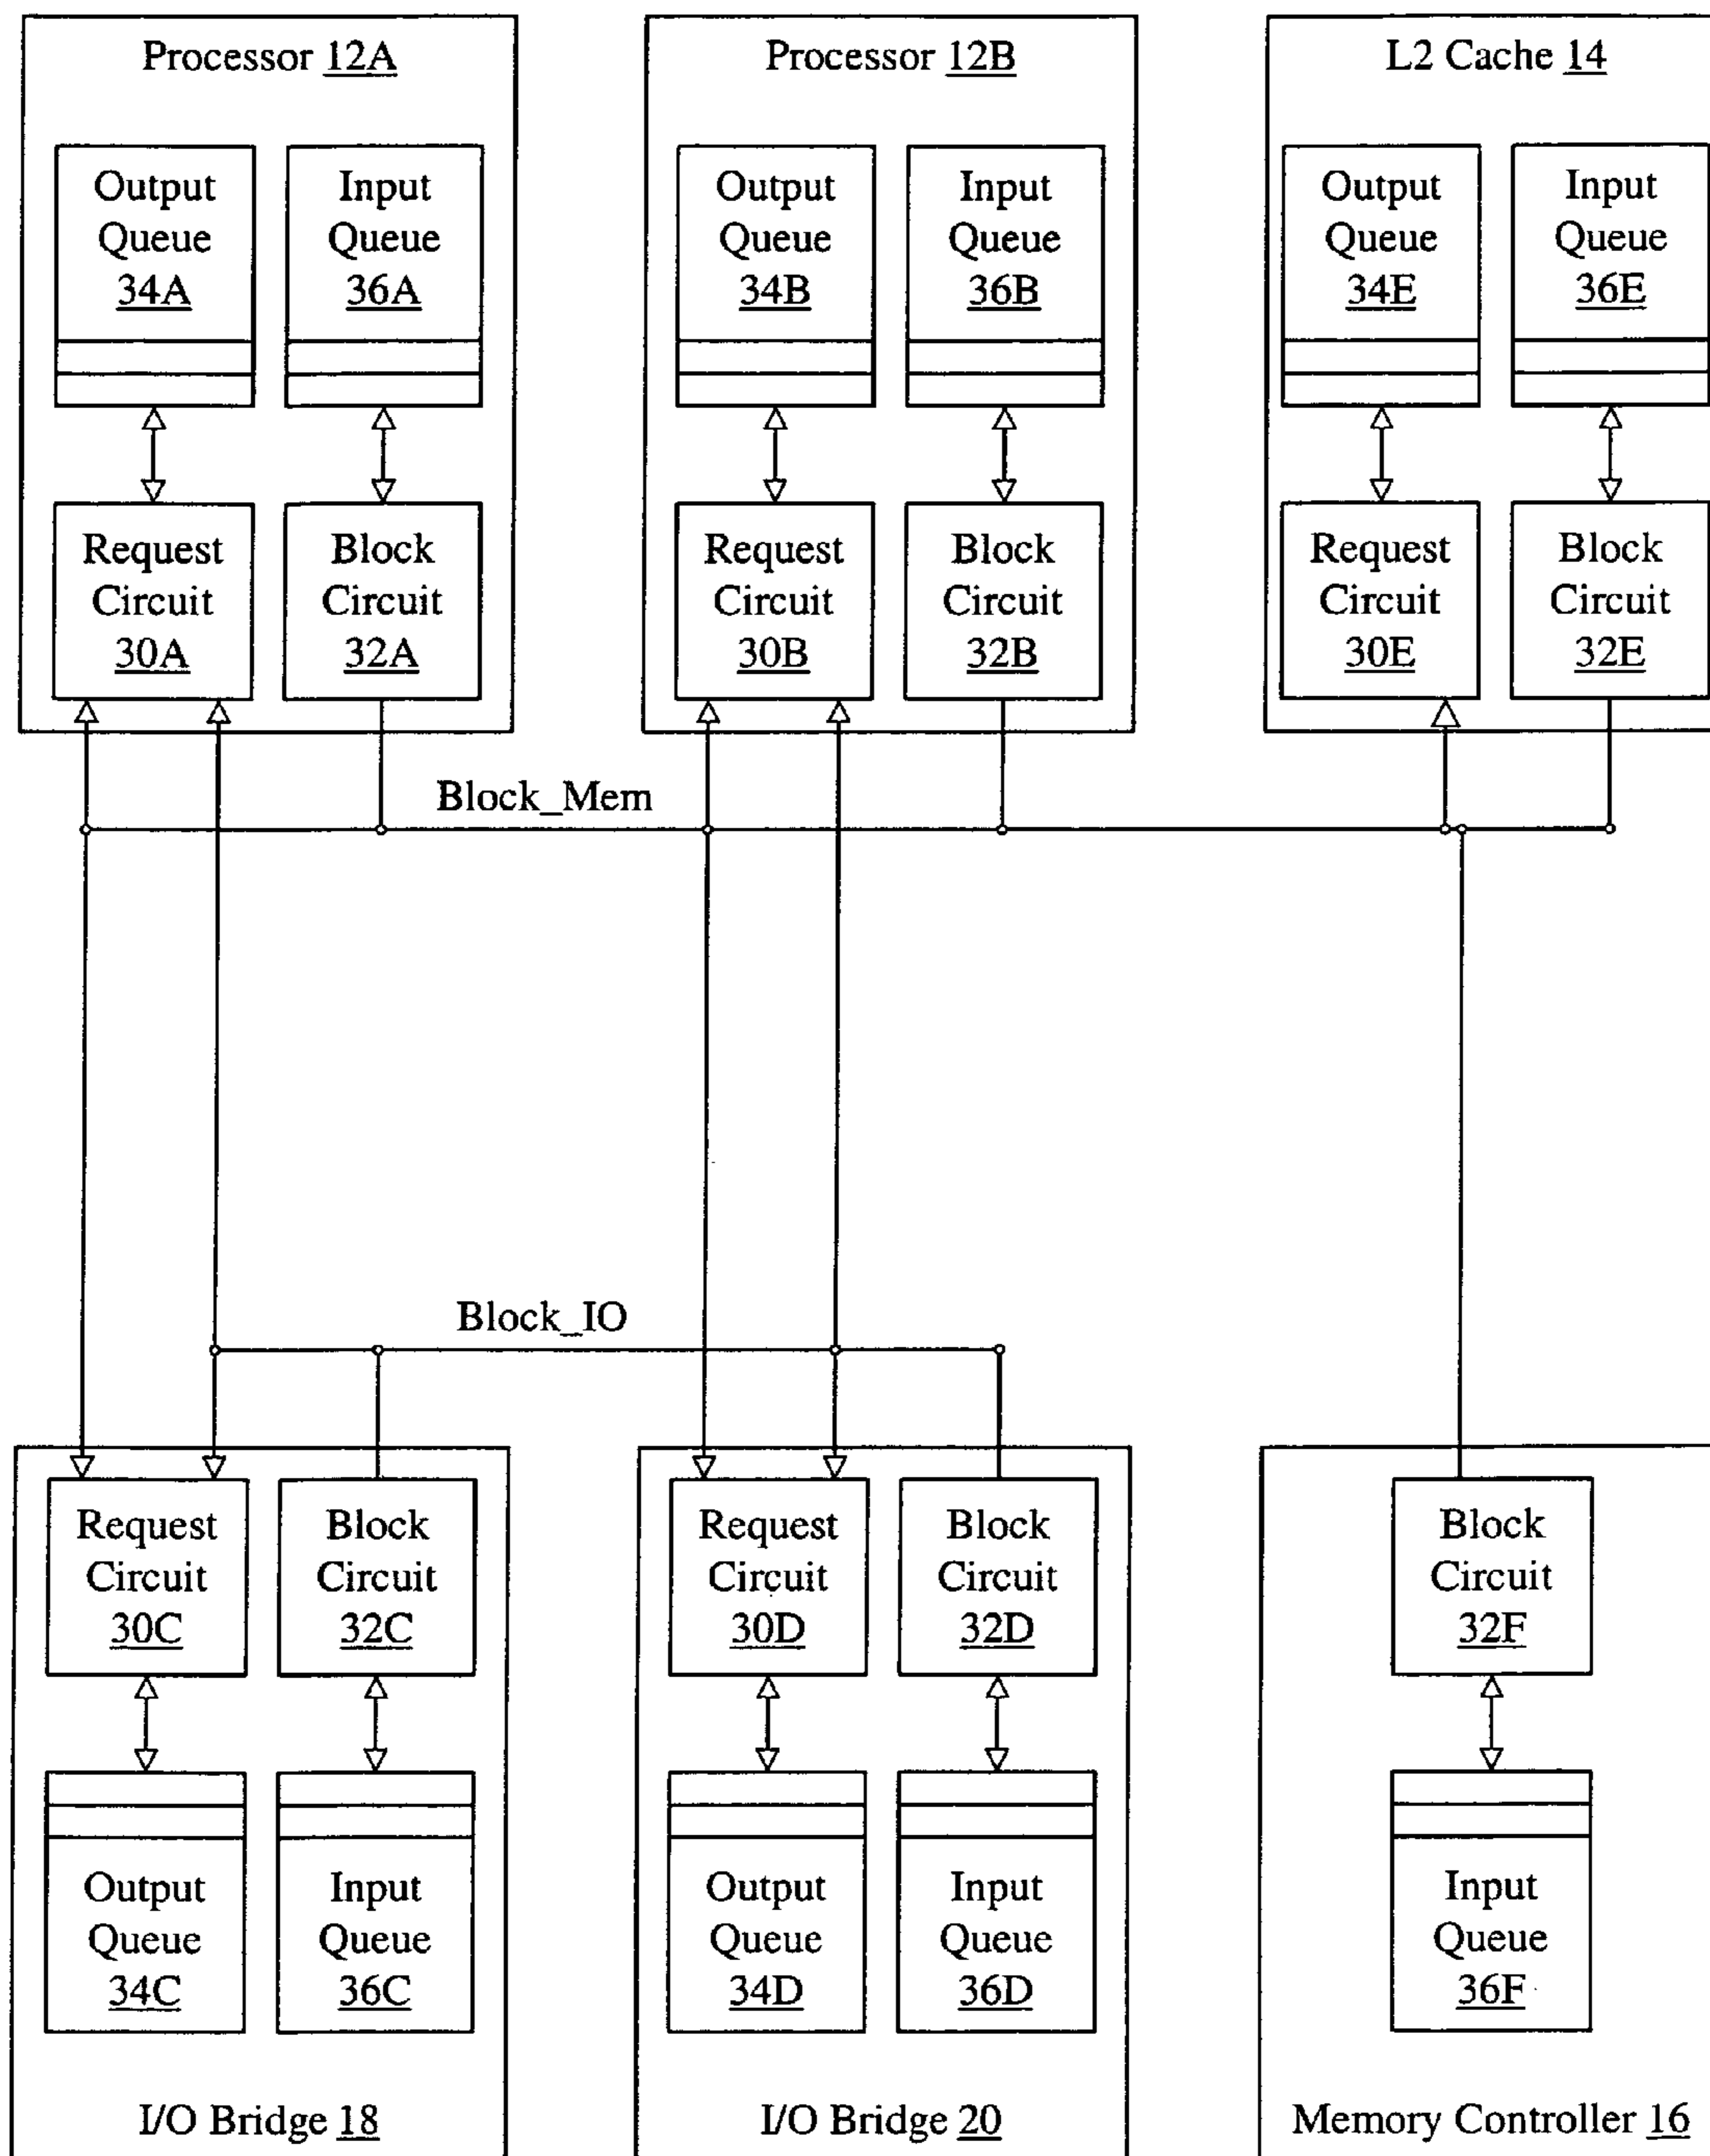 Processor 12A
Output
Queue
34A
Input
Queue
36A
Request
Circuit
30A
Block
Circuit
32A
Processor 12B
Output
Queue
34B
Input
Queue
36B
Request
Circuit
30B
Block
Circuit
32B
L2 Cache 14
Output
Queue
34E
Input
Queue
36E
Request
Circuit
30E
Block
Circuit
32E
Block_Mem
Block_IO
Request
Circuit
30C
Block
Circuit
32C
Output
Queue
34C
Input
Queue
36C
I/O Bridge 18
Request
Circuit
30D
Block
Circuit
32D
Output
Queue
34D
Input
Queue
36D
I/O Bridge 20
Block
Circuit
32F
Input
Queue
36F
Memory Controller 16